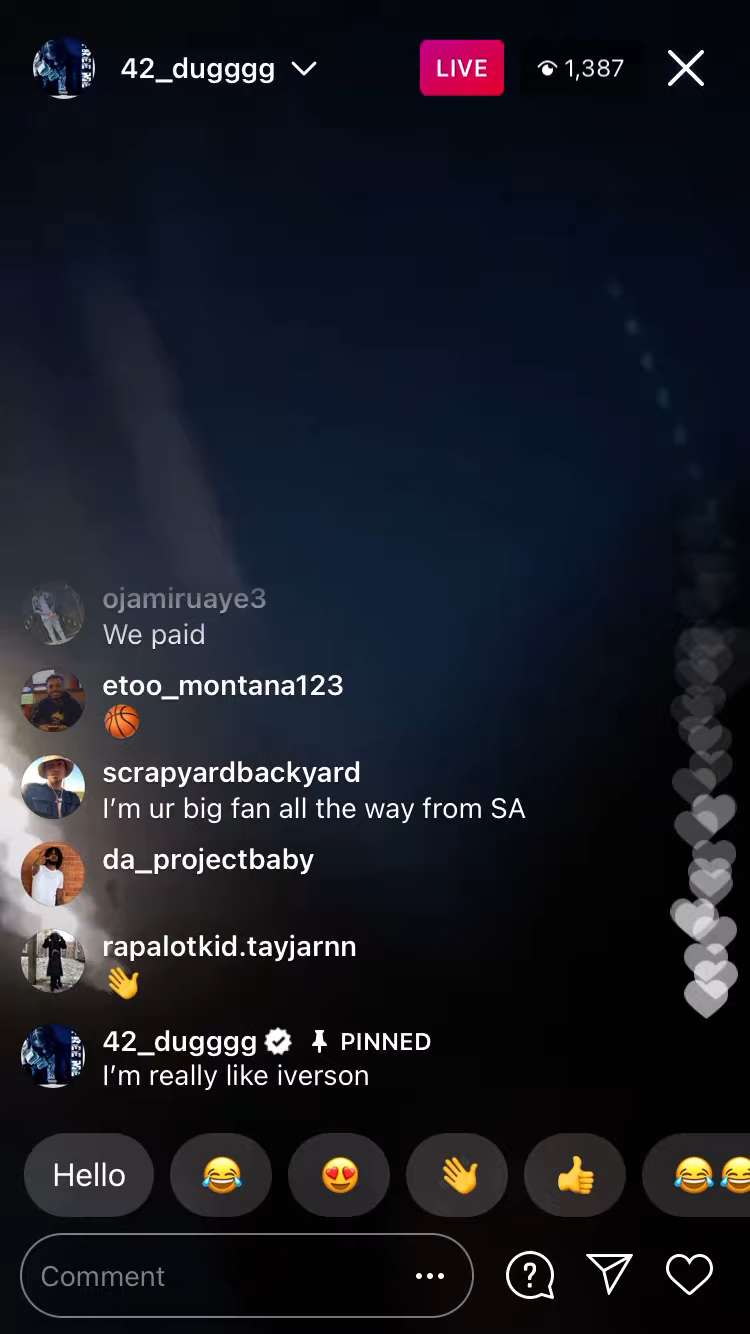 42_dugggg
LIVE
1,387
ojamiruaye3
We paid
etoo_montana123
🏀
scrapyardbackyard
I’m ur big fan all the way from SA
da_projectbaby
rapalotkid.tayjarnn
👋
42_dugggg PINNED
I’m really like iverson
Hello 😂 😍 👋 👍 😂😂
Comment